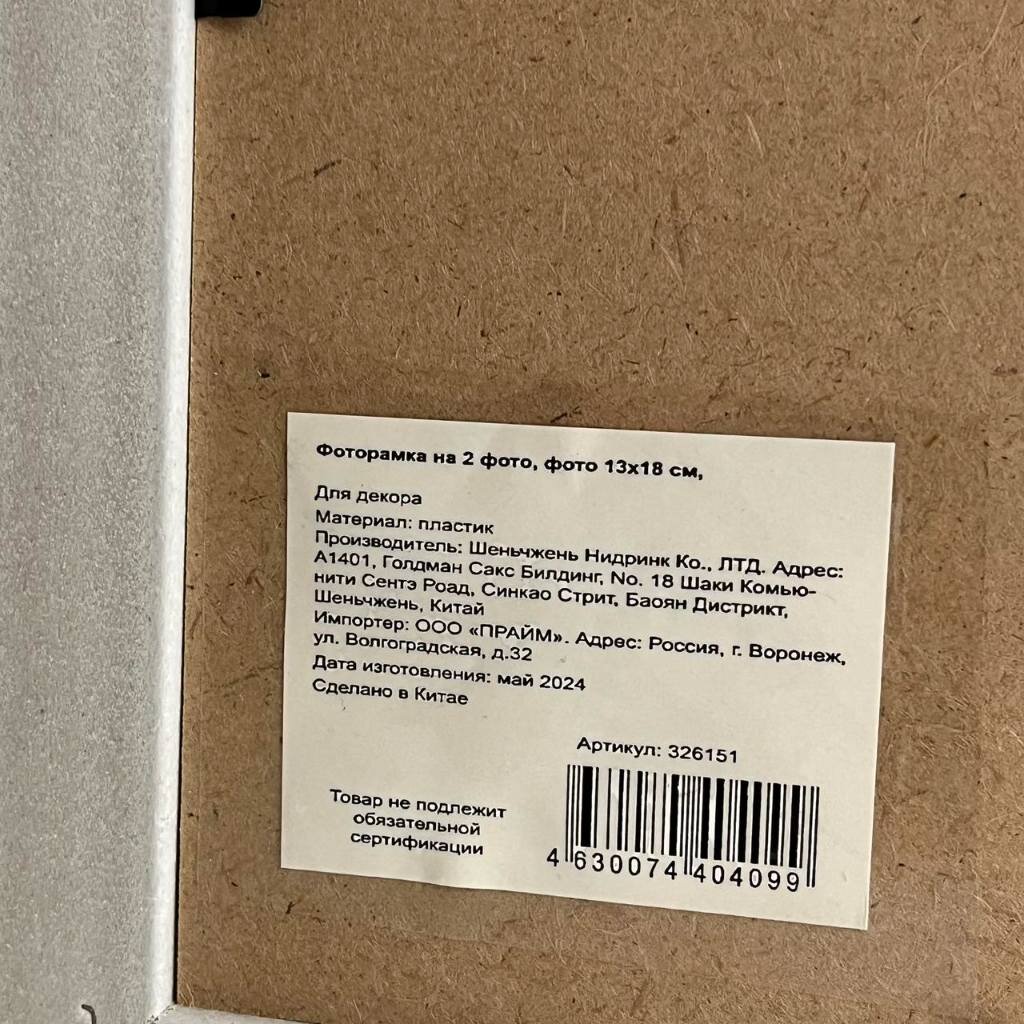 Фоторамка на 2 фото, фото 13х18 см,
Для декора
Материал: пластик
Производитель: Шеньчжень Нидринк Ко., ЛТД. Адрес:
А1401, Голдман Сакс Билдинг, No. 18 Шаки Комью-
нити Сентэ Роад, Синкао Стрит, Баоян Дистрикт,
Шеньчжень, Китай
Импортер: ООО «ПРАЙМ». Адрес: Россия, г. Воронеж,
ул. Волгоградская, д.32
Дата изготовления: май 2024
Сделано в Китае
Артикул: 326151
Товар не подлежит
обязательной
сертификации
4 630074 404099